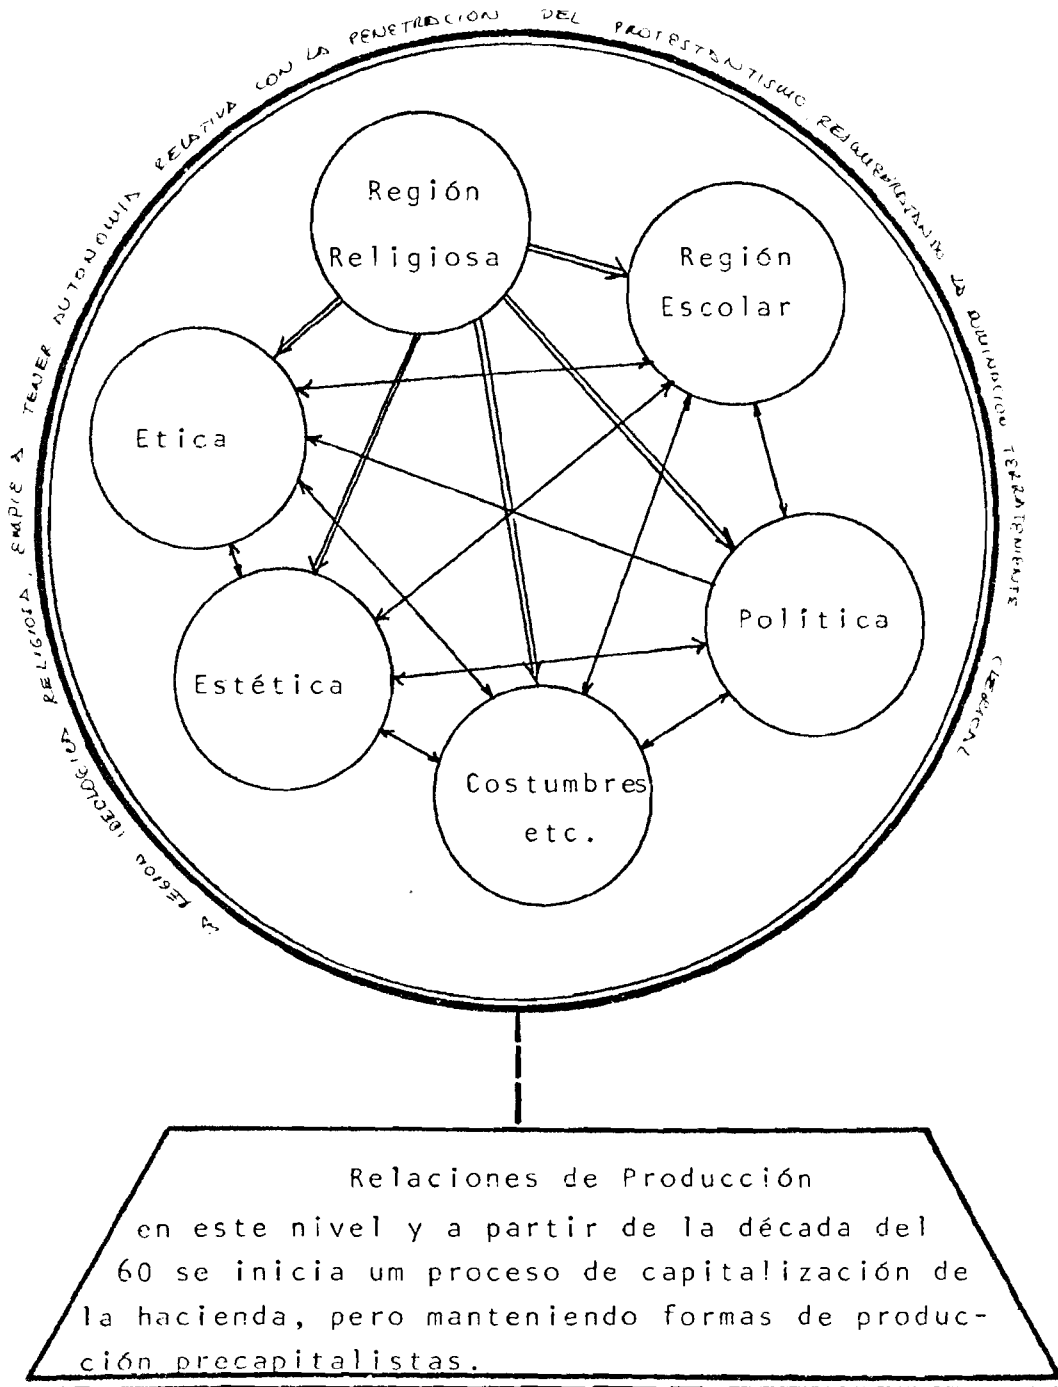 LA REGION IDEOLOGICA RELIGIOSA, EMPIE A TENER AUTONOMIA RELATIVA CON LA PENETRACION DEL PROTESTANTISMO, RESQUEBRAJANDO LA DOMINACION TERRATENIENTE CLERICAL
Región
Religiosa
Región
Escolar
Etica
Política
Estética
Costumbres
etc.
Relaciones de Producción
en este nivel y a partir de la década del
60 se inicia um proceso de capitalización de
la hacienda, pero manteniendo formas de produc-
ción precapitalistas.